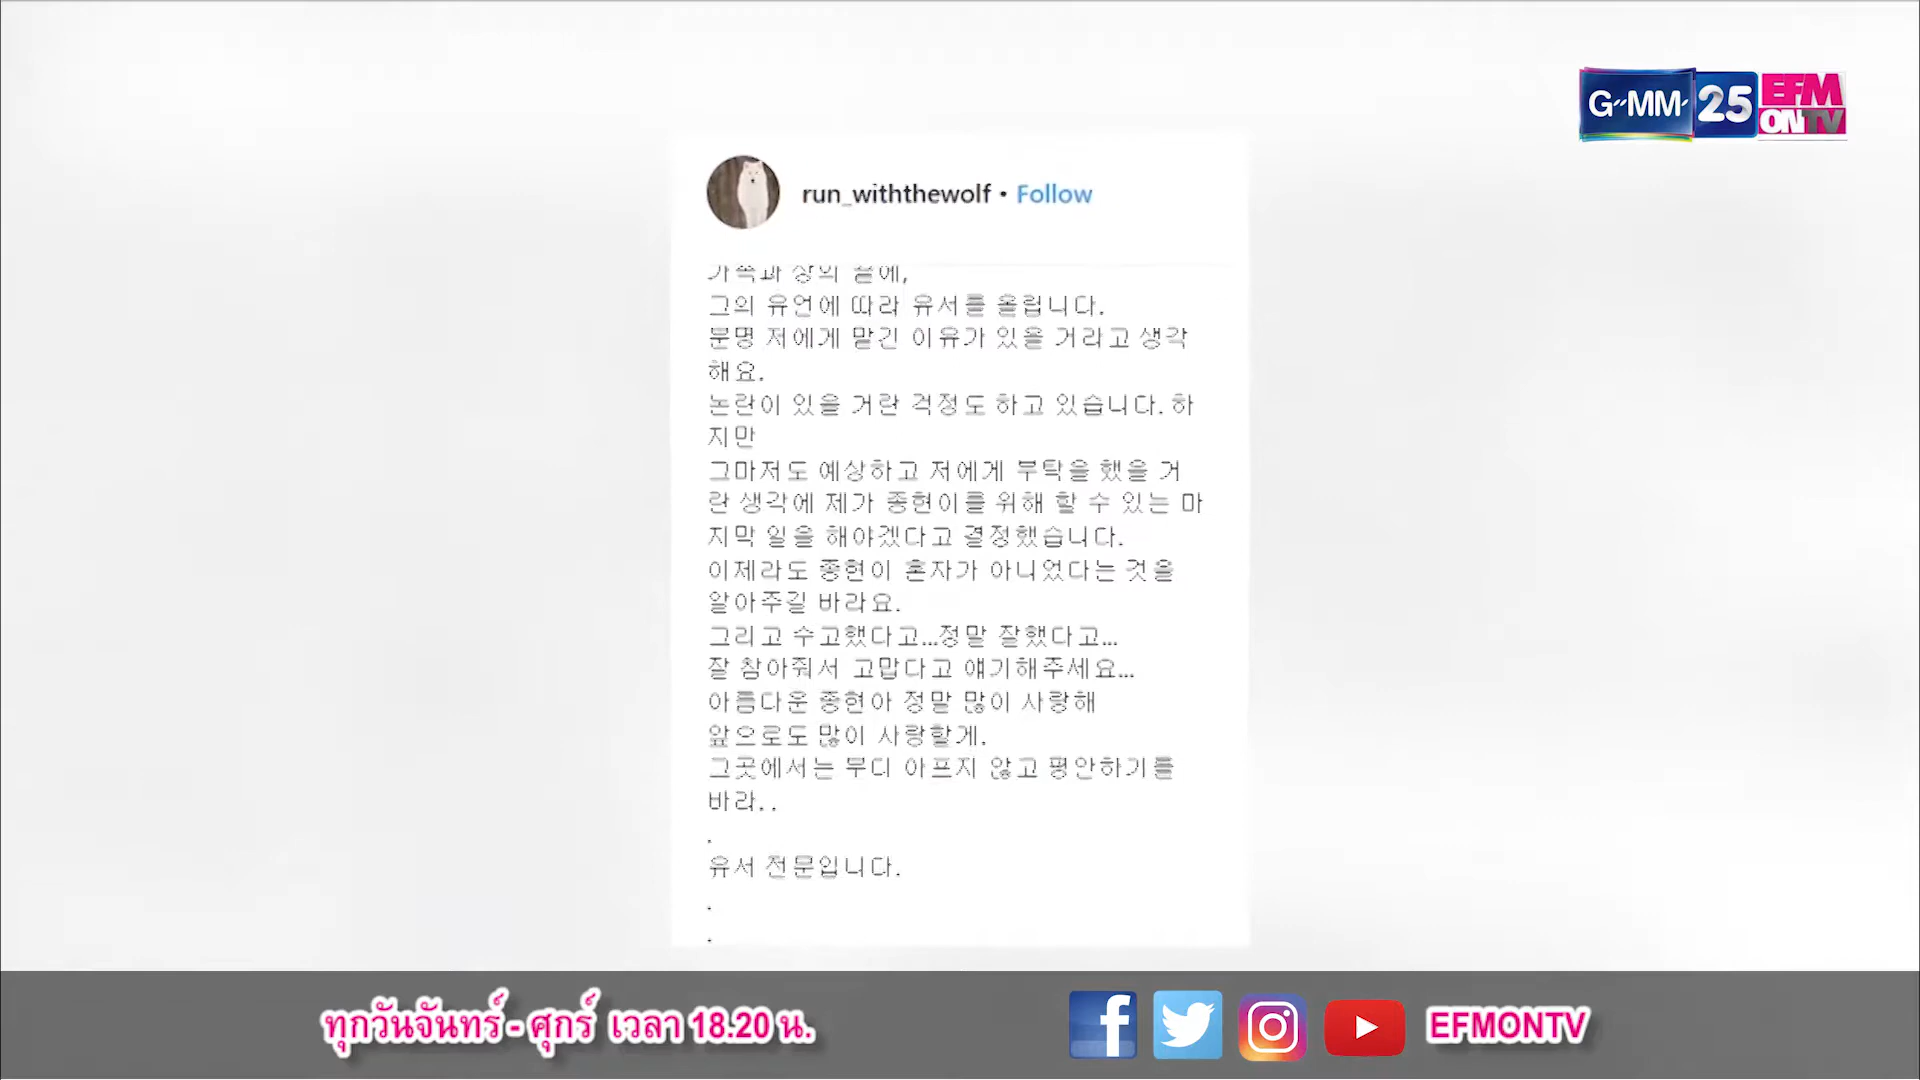 G"MM' 25 EFM ON TV
run_withthewolf • Follow
가족과 상의 끝에,
그의 유언에 따라 유서를 올립니다.
분명 저에게 맡긴 이유가 있을 거라고 생각
해요.
논란이 있을 거란 걱정도 하고 있습니다. 하
지만
그마저도 예상하고 저에게 부탁을 했을 거
란 생각에 제가 종현이를 위해 할 수 있는 마
지막 일을 해야겠다고 결정했습니다.
이제라도 종현이 혼자가 아니었다는 것을
알아주길 바라요.
그리고 수고했다고...정말 잘했다고...
잘 참아줘서 고맙다고 얘기해주세요...
아름다운 종현아 정말 많이 사랑해
앞으로도 많이 사랑할게.
그곳에서는 부디 아프지 않고 평안하기를
바라..
.
유서 전문입니다.
.
.
ทุกวันจันทร์ - ศุกร์ เวลา 18.20 น. EFMONTV